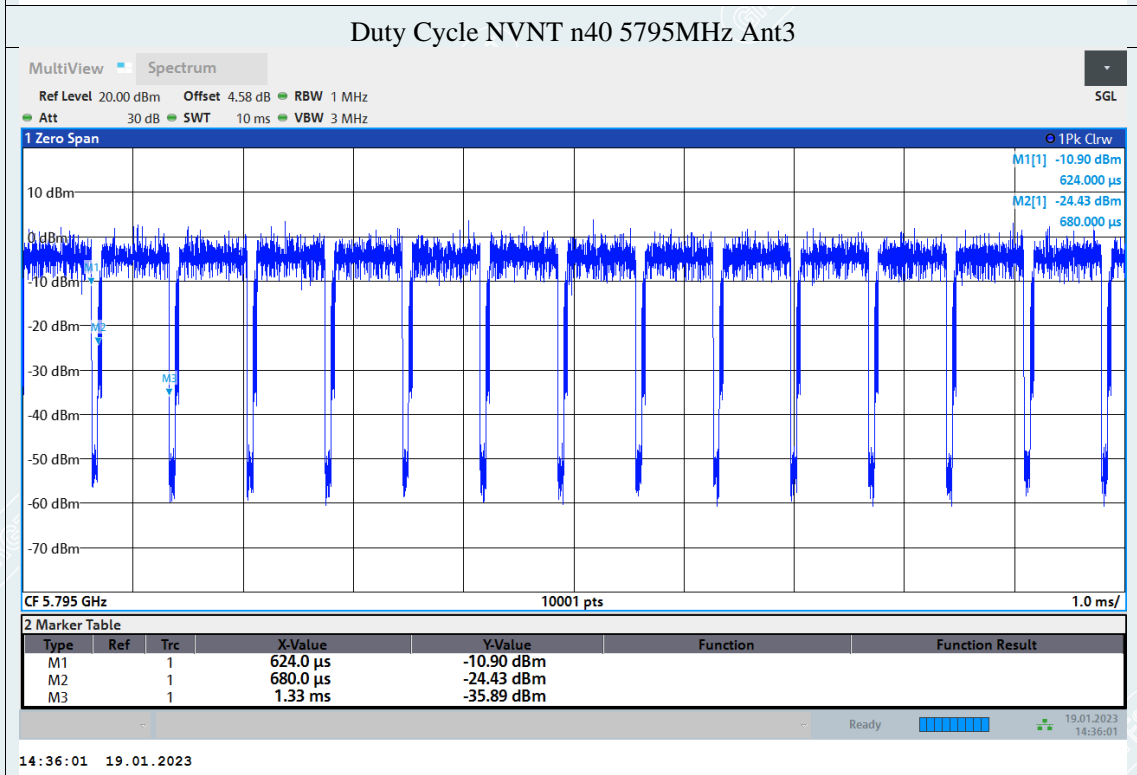 Duty Cycle NVNT n40 5795MHz Ant3
MultiView Spectrum
Ref Level 20.00 dBm Offset 4.58 dB RBW 1 MHz SGL
Att 30 dB SWT 10 ms VBW 3 MHz
1 Zero Span 1Pk Clrw
M1[1] -10.90 dBm
624.000 µs
M2[1] -24.43 dBm
680.000 µs
10 dBm
0 dBm
M1
-10 dBm
-20 dBm
M2
-30 dBm
M3
-40 dBm
-50 dBm
-60 dBm
-70 dBm
CF 5.795 GHz 10001 pts 1.0 ms/
2 Marker Table
Type Ref Trc X-Value Y-Value Function Function Result
M1 1 624.0 µs -10.90 dBm
M2 1 680.0 µs -24.43 dBm
M3 1 1.33 ms -35.89 dBm
Ready 19.01.2023
14:36:01
14:36:01 19.01.2023